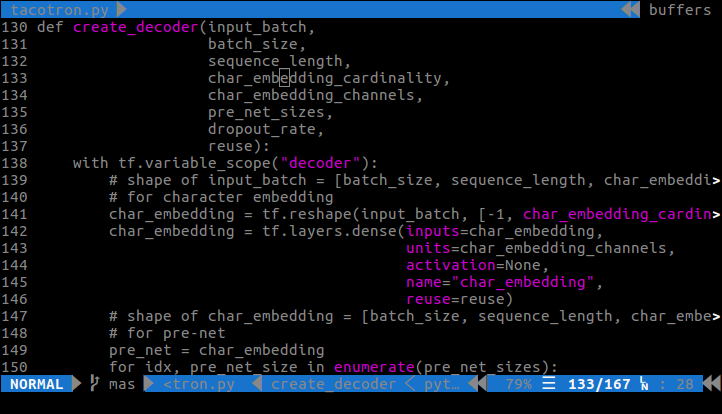 tacotron.py buffers
130 def create_decoder(input_batch,
131                    batch_size,
132                    sequence_length,
133                    char_embedding_cardinality,
134                    char_embedding_channels,
135                    pre_net_sizes,
136                    dropout_rate,
137                    reuse):
138     with tf.variable_scope("decoder"):
139         # shape of input_batch = [batch_size, sequence_length, char_embeddi>
140         # for character embedding
141         char_embedding = tf.reshape(input_batch, [-1, char_embedding_cardin>
142         char_embedding = tf.layers.dense(inputs=char_embedding,
143                                          units=char_embedding_channels,
144                                          activation=None,
145                                          name="char_embedding",
146                                          reuse=reuse)
147         # shape of char_embedding = [batch_size, sequence_length, char_embe>
148         # for pre-net
149         pre_net = char_embedding
150         for idx, pre_net_size in enumerate(pre_net_sizes):
NORMAL mas <tron.py create_decoder < pyt… 79% ☰ 133/167 ㏑ : 28